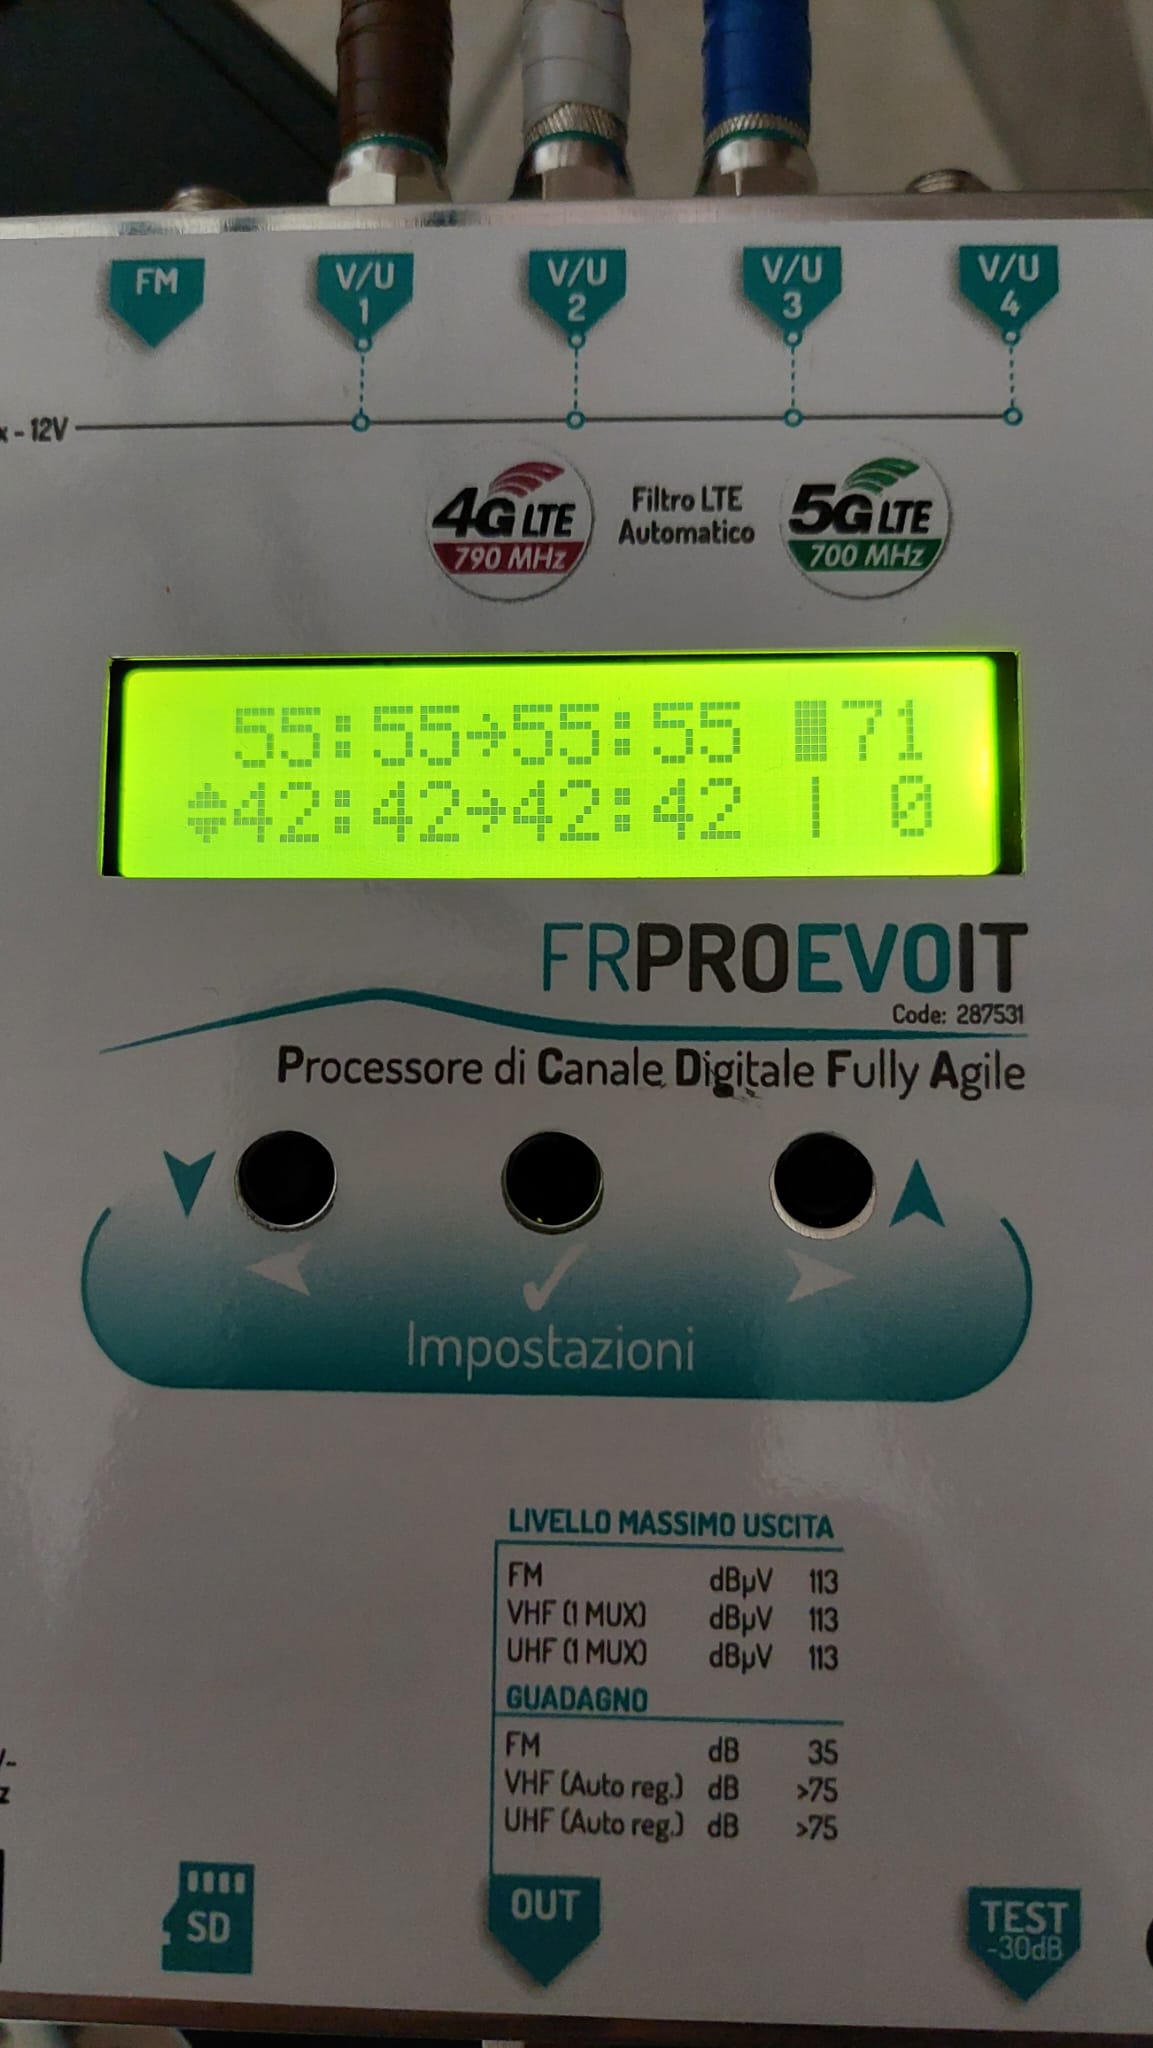 FM
V/U
1
V/U
2
V/U
3
V/U
4
- 12V
4G LTE
790 MHz
Filtro LTE
Automatico
5G LTE
700 MHz
55:55→55:55 71
42:42→42:42 0
FRPROEVOIT
Code: 287531
Processore di Canale Digitale Fully Agile
Impostazioni
LIVELLO MASSIMO USCITA
FM dBµV 113
VHF (1 MUX) dBµV 113
UHF (1 MUX) dBµV 113
GUADAGNO
FM dB 35
VHF (Auto reg.) dB >75
UHF (Auto reg.) dB >75
SD
OUT
TEST
-30dB